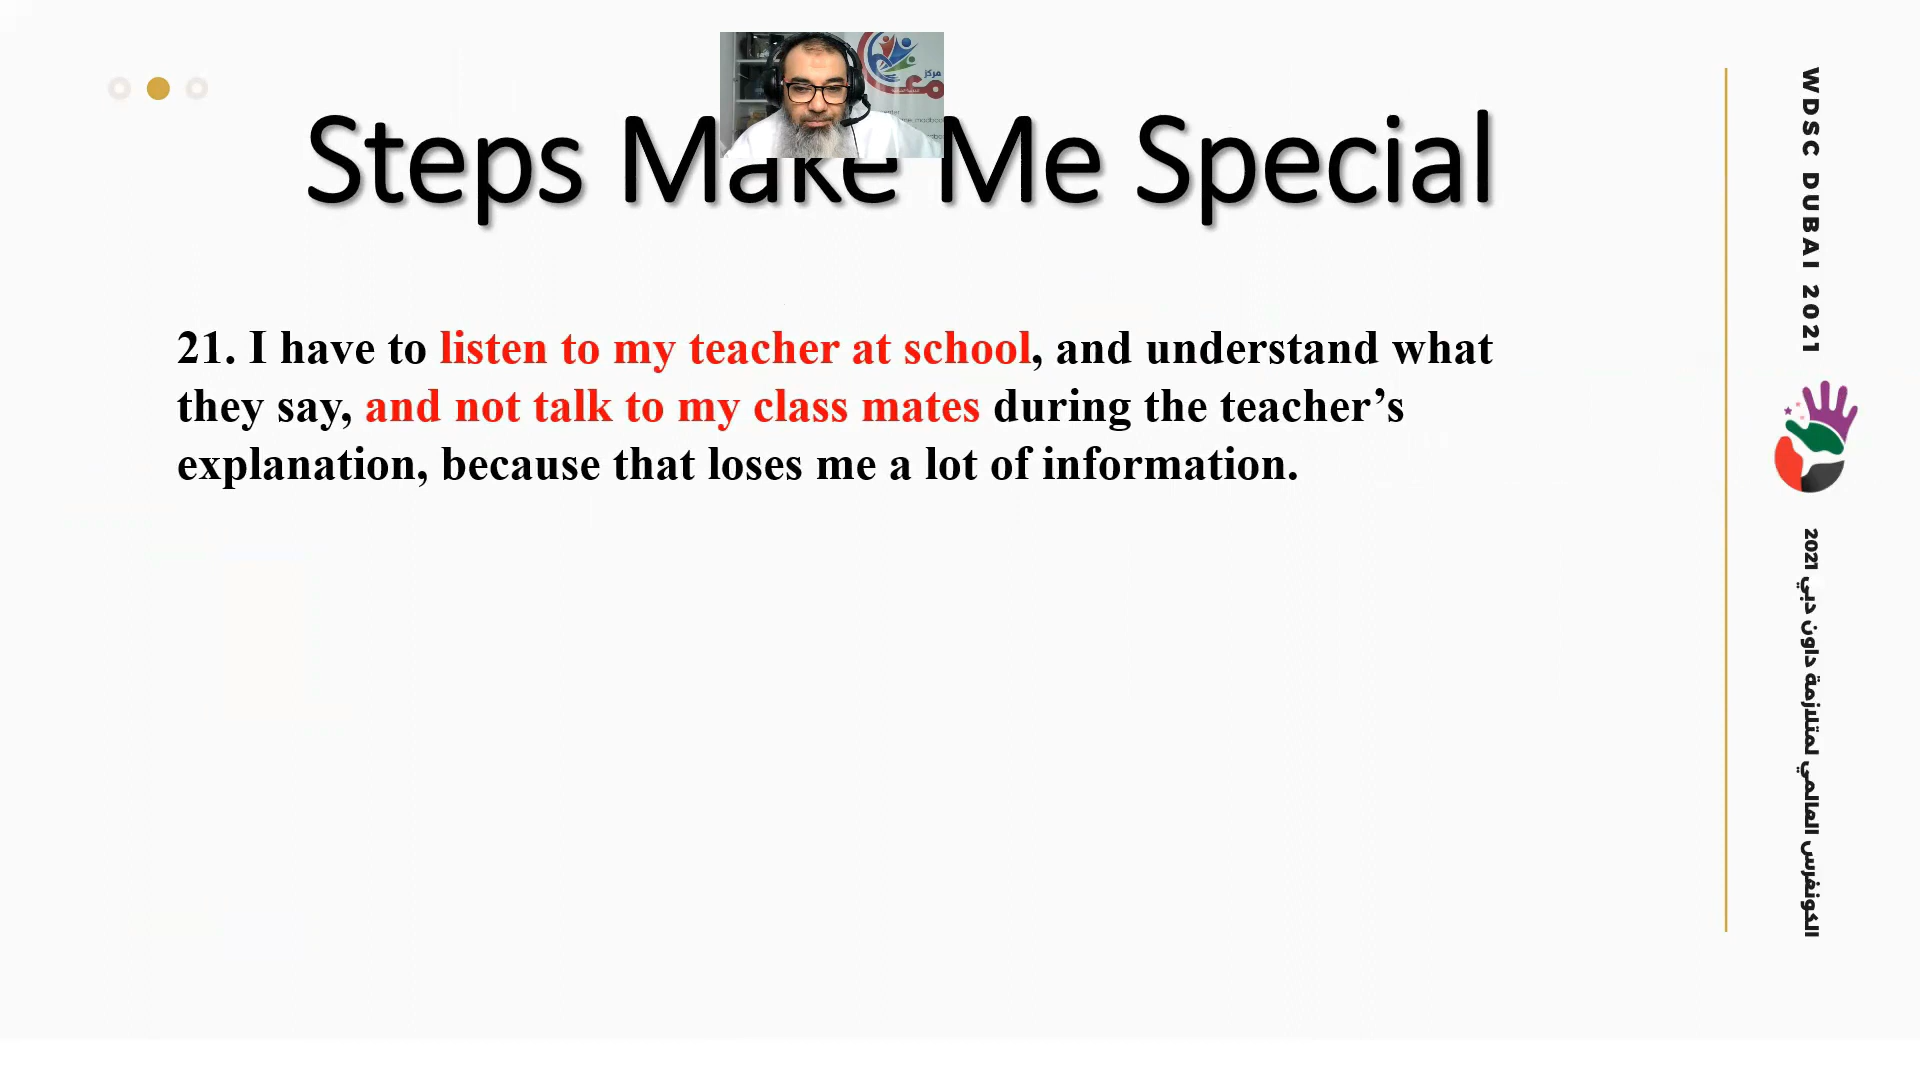 Steps Make Me Special
21. I have to listen to my teacher at school, and understand what
they say, and not talk to my class mates during the teacher’s
explanation, because that loses me a lot of information.
WDSC DUBAI 2021
الكونفرس العالمي لمتلازمة داون دبي 2021
مركز